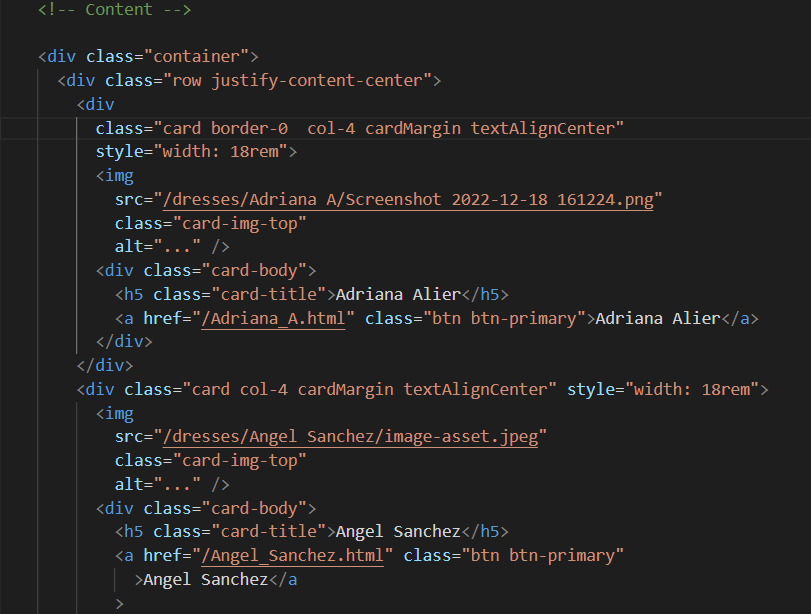 <!-- Content -->
<div class="container">
<div class="row justify-content-center">
<div
class="card border-0  col-4 cardMargin textAlignCenter"
style="width: 18rem">
<img
src="/dresses/Adriana A/Screenshot 2022-12-18 161224.png"
class="card-img-top"
alt="..." />
<div class="card-body">
<h5 class="card-title">Adriana Alier</h5>
<a href="/Adriana_A.html" class="btn btn-primary">Adriana Alier</a>
</div>
</div>
<div class="card col-4 cardMargin textAlignCenter" style="width: 18rem">
<img
src="/dresses/Angel Sanchez/image-asset.jpeg"
class="card-img-top"
alt="..." />
<div class="card-body">
<h5 class="card-title">Angel Sanchez</h5>
<a href="/Angel_Sanchez.html" class="btn btn-primary"
>Angel Sanchez</a
>